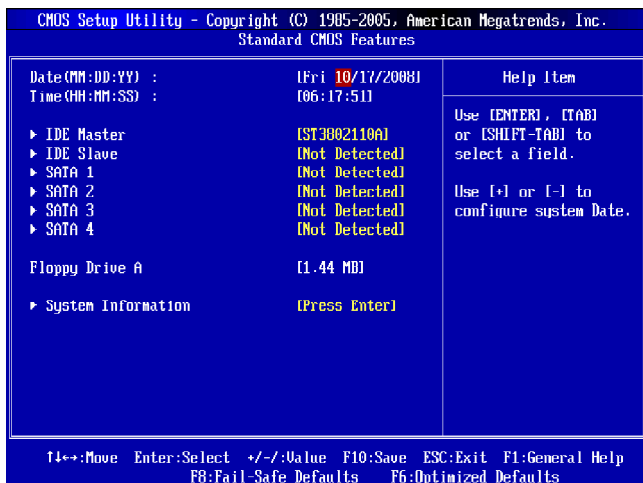 CMOS Setup Utility - Copyright (C) 1985-2005, American Megatrends, Inc.
Standard CMOS Features
Date(MM:DD:YY) : [Fri 10/17/2008]
Time(HH:MM:SS) : [06:17:51]
▶ IDE Master [ST3802110A]
▶ IDE Slave [Not Detected]
▶ SATA 1 [Not Detected]
▶ SATA 2 [Not Detected]
▶ SATA 3 [Not Detected]
▶ SATA 4 [Not Detected]
Floppy Drive A [1.44 MB]
▶ System Information [Press Enter]
Help Item
Use [ENTER], [TAB]
or [SHIFT-TAB] to
select a field.
Use [+] or [-] to
configure system Date.
↑↓←→:Move Enter:Select +/-/:Value F10:Save ESC:Exit F1:General Help
F8:Fail-Safe Defaults F6:Optimized Defaults